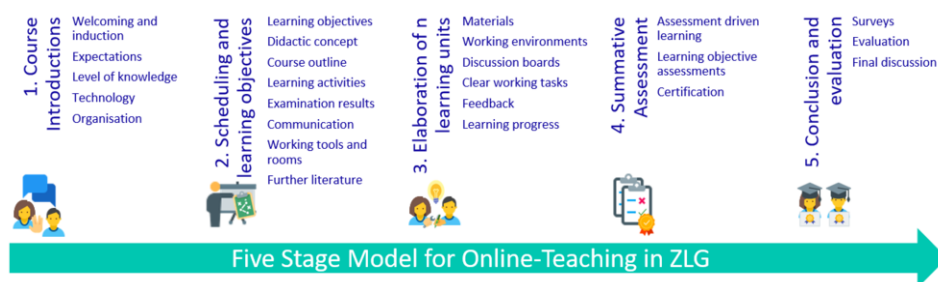 1. Course
Introductions
Welcoming and
induction
Expectations
Level of knowledge
Technology
Organisation
2. Scheduling and
learning objectives
Learning objectives
Didactic concept
Course outline
Learning activities
Examination results
Communication
Working tools and
rooms
Further literature
3. Elaboration of n
learning units
Materials
Working environments
Discussion boards
Clear working tasks
Feedback
Learning progress
4. Summative
Assessment
Assessment driven
learning
Learning objective
assessments
Certification
5. Conclusion and
evaluation
Surveys
Evaluation
Final discussion
Five Stage Model for Online-Teaching in ZLG